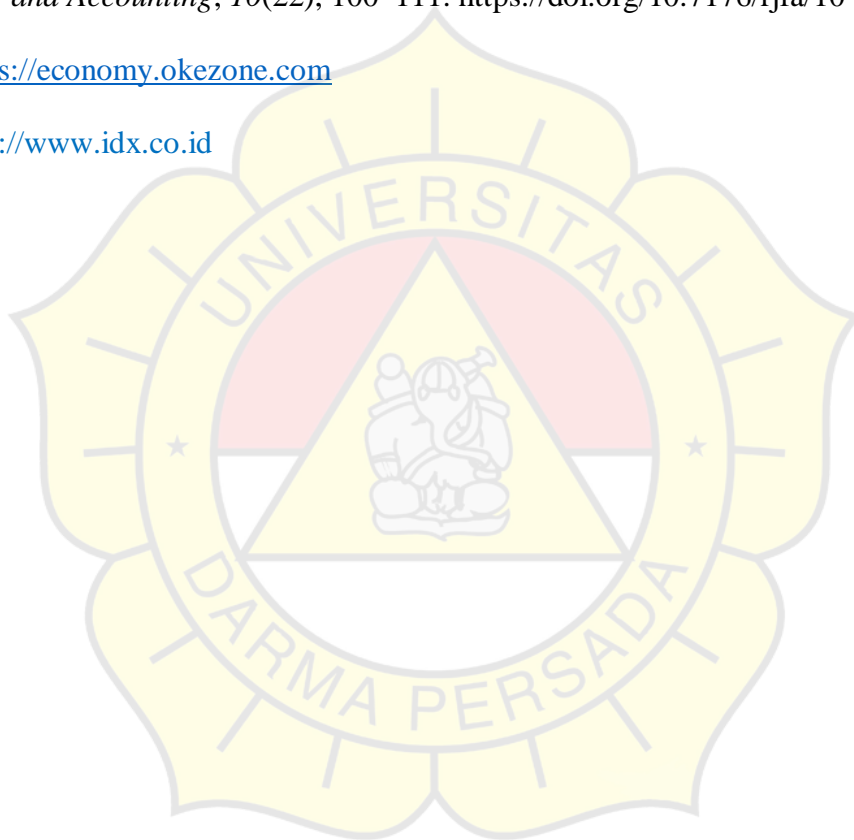 and Accounting, 10(22), 100–111. https://doi.org/10.7176/rjfa/10
s://economy.okezone.com
://www.idx.co.id
UNIVERSITAS
DARMA PERSADA